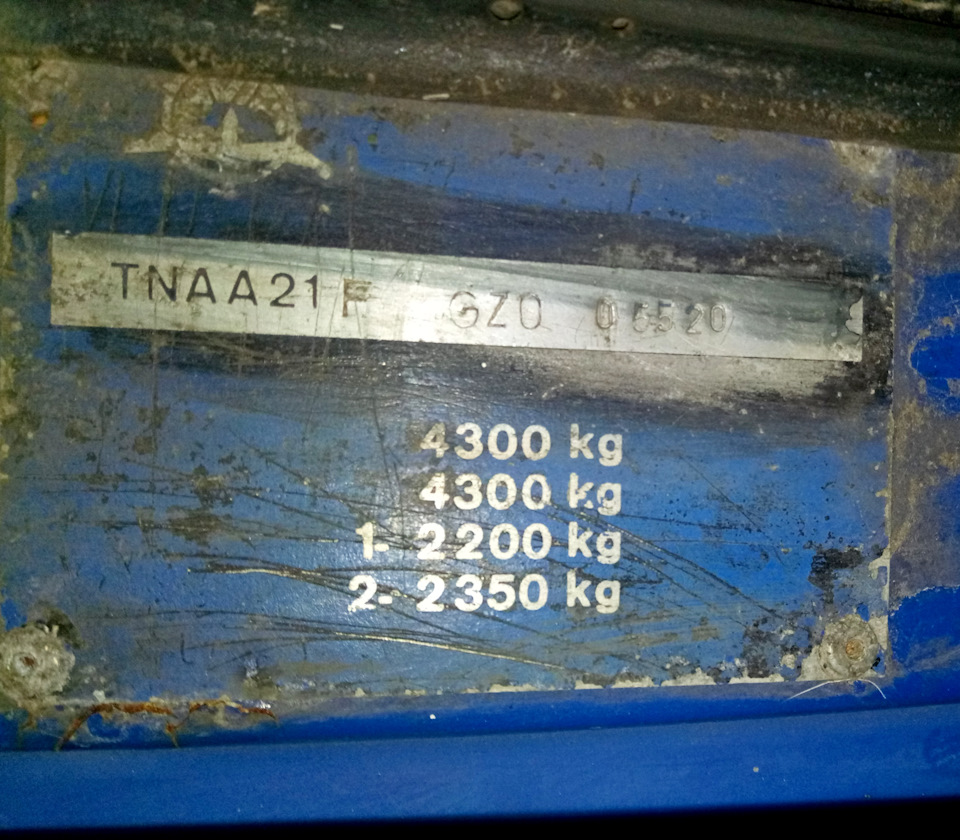 TNAA21F GZ0 05520
4300 kg
4300 kg
1- 2200 kg
2- 2350 kg